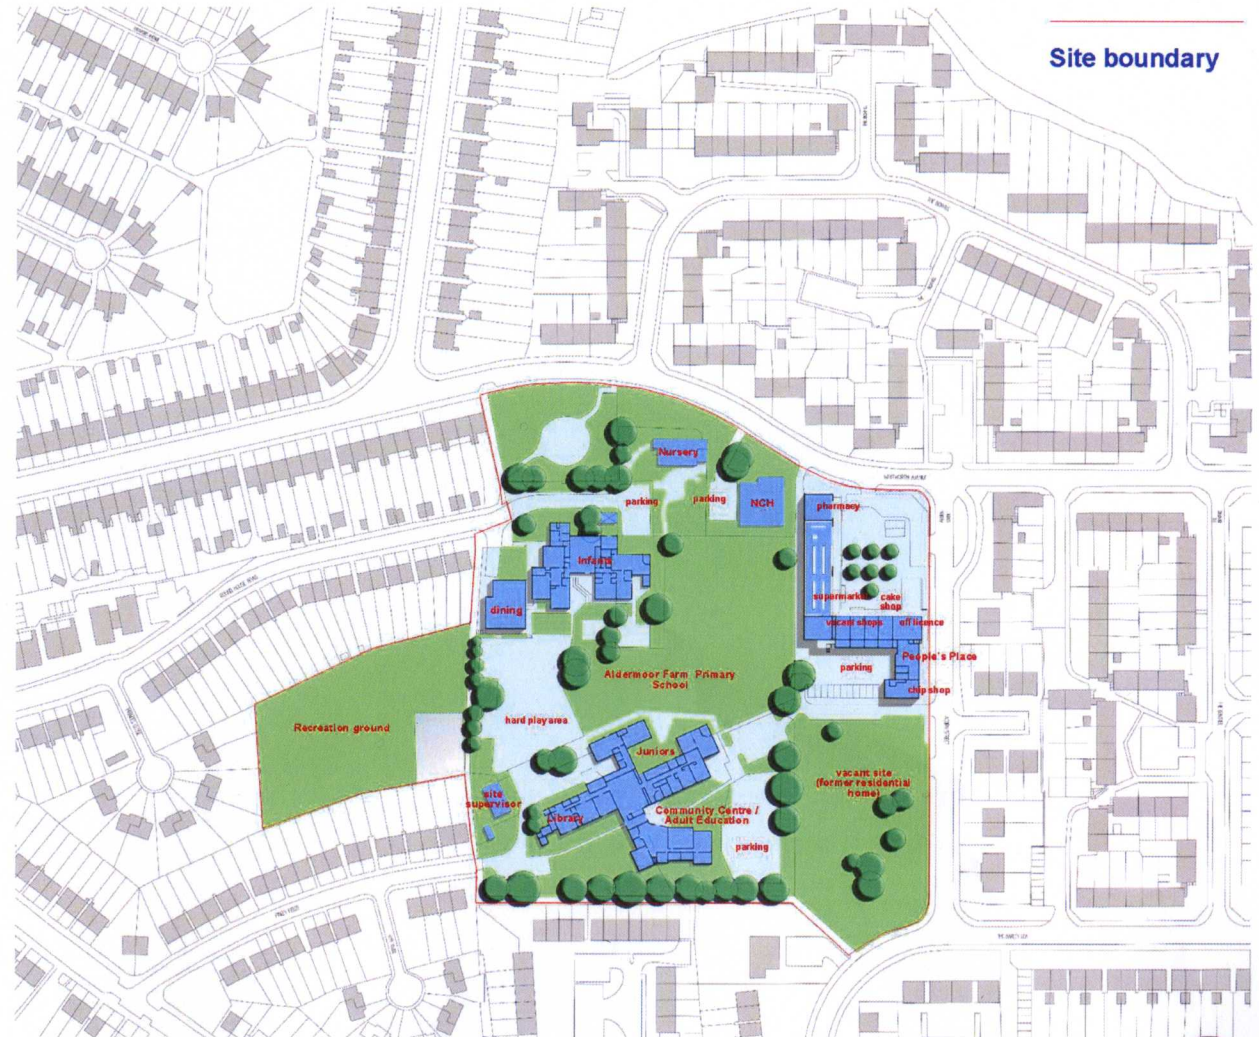 Site boundary
Nursery
parking
parking
NCH
pharmacy
Infants
supermarket
cake
shop
dining
vacant shops
off licence
People's Place
parking
chip shop
Aldermoor Farm Primary
School
Recreation ground
hard play area
Juniors
vacant site
(former residential
home)
site
supervisor
Library
Community Centre /
Adult Education
parking